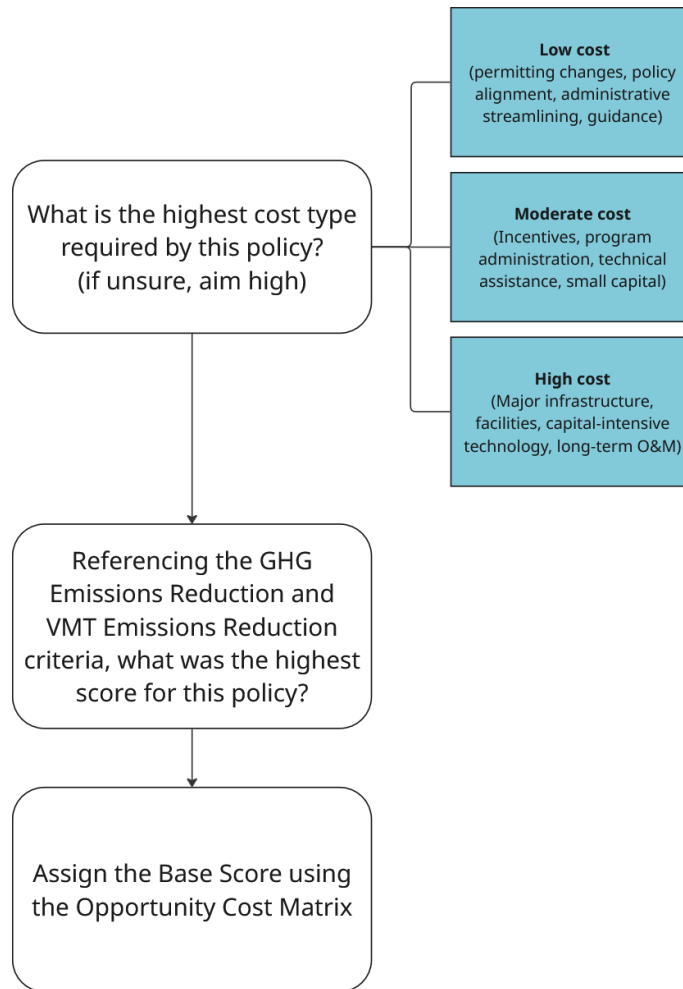 Low cost
(permitting changes, policy
alignment, administrative
streamlining, guidance)
What is the highest cost type
required by this policy?
(if unsure, aim high)
Moderate cost
(Incentives, program
administration, technical
assistance, small capital)
High cost
(Major infrastructure,
facilities, capital-intensive
technology, long-term O&M)
Referencing the GHG
Emissions Reduction and
VMT Emissions Reduction
criteria, what was the highest
score for this policy?
Assign the Base Score using
the Opportunity Cost Matrix